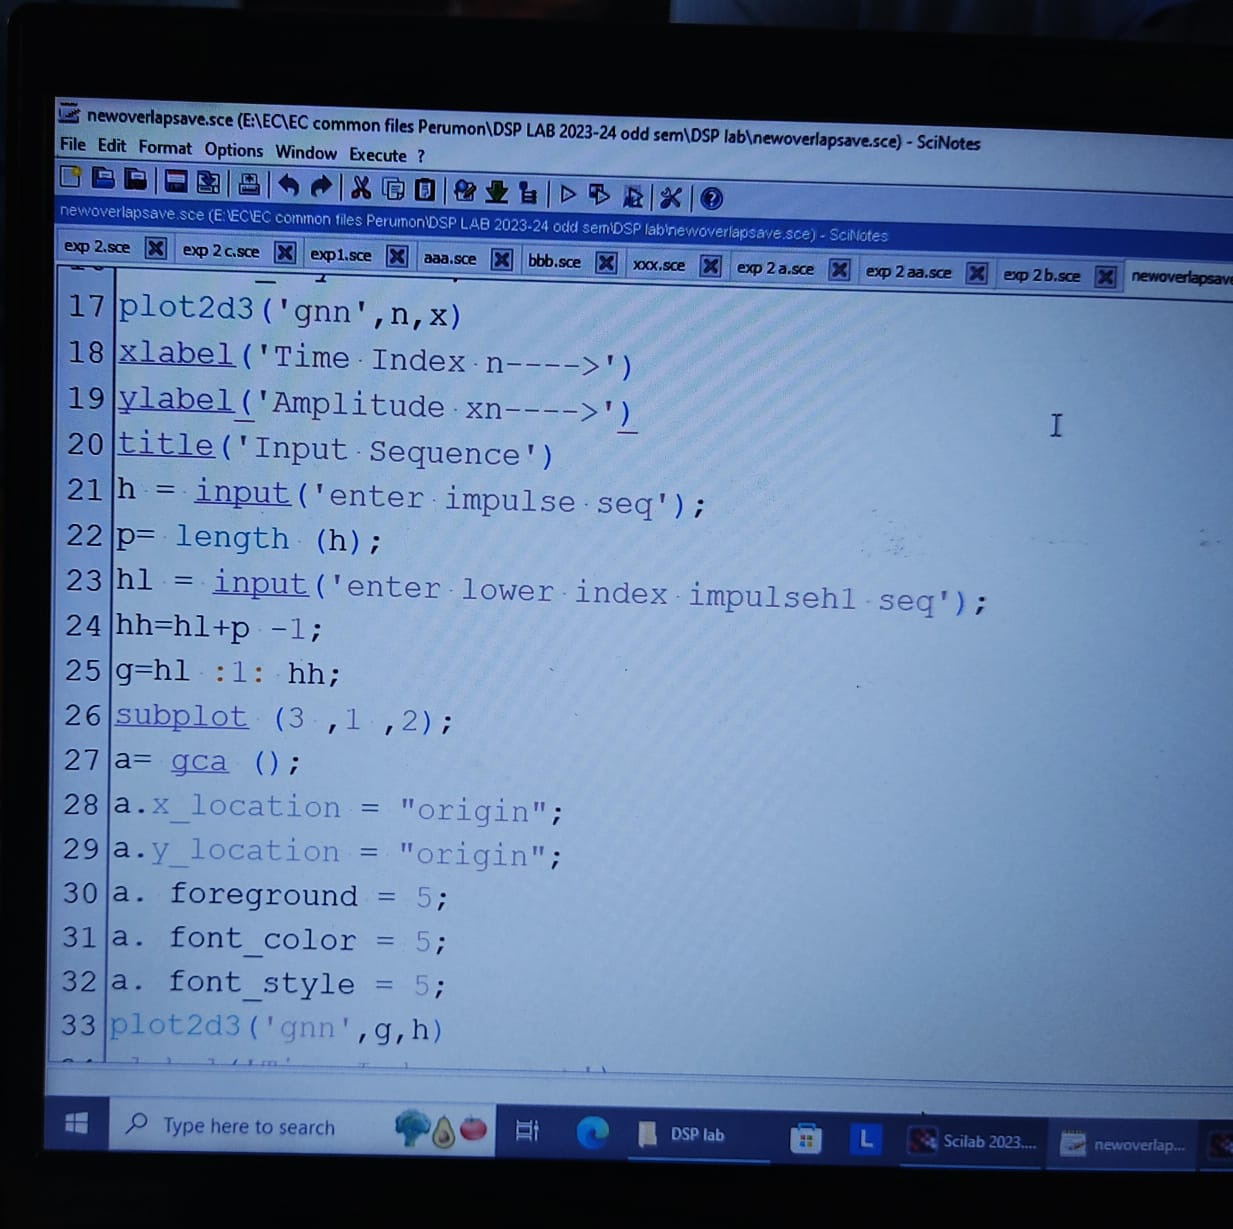 newoverlapsave.sce (E:\EC\EC common files Perumon\DSP LAB 2023-24 odd sem\DSP lab\newoverlapsave.sce) - SciNotes
File Edit Format Options Window Execute ?
newoverlapsave.sce (E:\EC\EC common files Perumon\DSP LAB 2023-24 odd sem\DSP lab\newoverlapsave.sce) - SciNotes
exp 2.sce exp 2 c.sce exp1.sce aaa.sce bbb.sce xxx.sce exp 2 a.sce exp 2 aa.sce exp 2 b.sce newoverlapsave
17 plot2d3('gnn',n,x)
18 xlabel('Time Index n---->')
19 ylabel('Amplitude xn---->')
20 title('Input Sequence')
21 h = input('enter impulse seq');
22 p= length (h);
23 hl = input('enter lower index impulsehl seq');
24 hh=hl+p -1;
25 g=hl :1: hh;
26 subplot (3 ,1 ,2);
27 a= gca ();
28 a.x_location = "origin";
29 a.y_location = "origin";
30 a. foreground = 5;
31 a. font_color = 5;
32 a. font_style = 5;
33 plot2d3('gnn',g,h)
Type here to search DSP lab L Scilab 2023.... newoverlap...